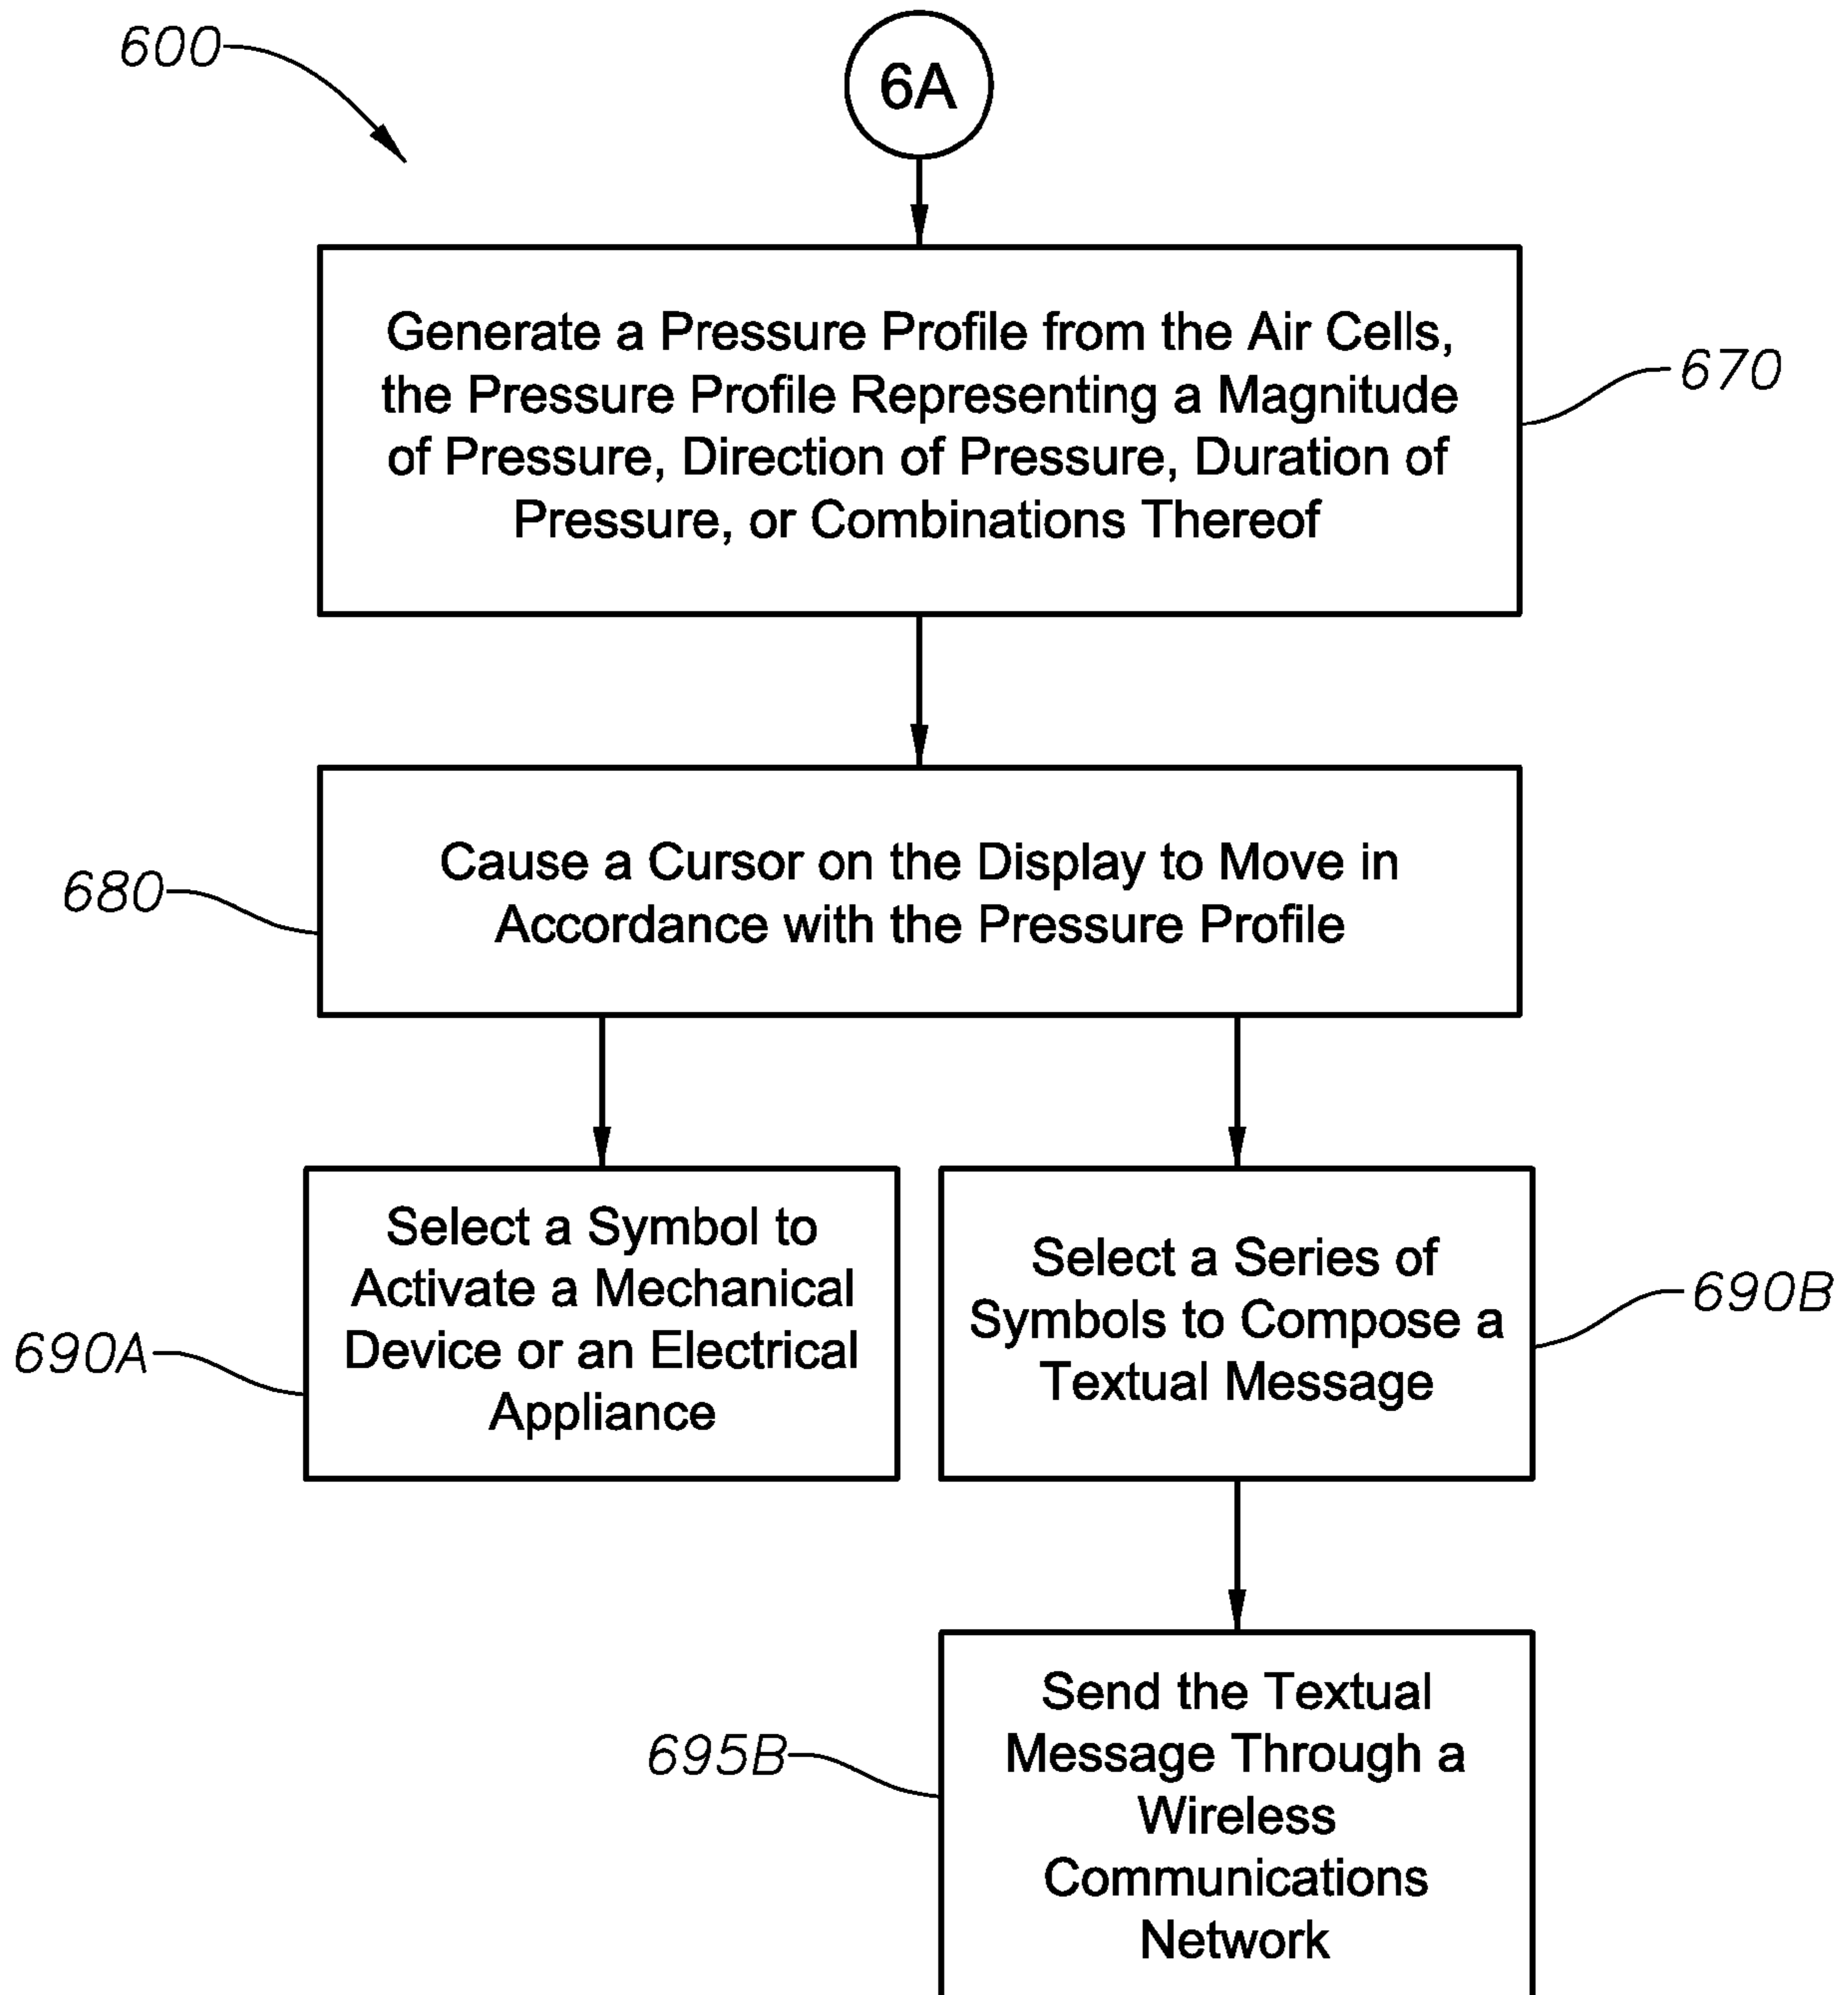 600
6A
Generate a Pressure Profile from the Air Cells,
the Pressure Profile Representing a Magnitude
of Pressure, Direction of Pressure, Duration of
Pressure, or Combinations Thereof
670
Cause a Cursor on the Display to Move in
Accordance with the Pressure Profile
680
Select a Symbol to
Activate a Mechanical
Device or an Electrical
Appliance
690A
Select a Series of
Symbols to Compose a
Textual Message
690B
Send the Textual
Message Through a
Wireless
Communications
Network
695B